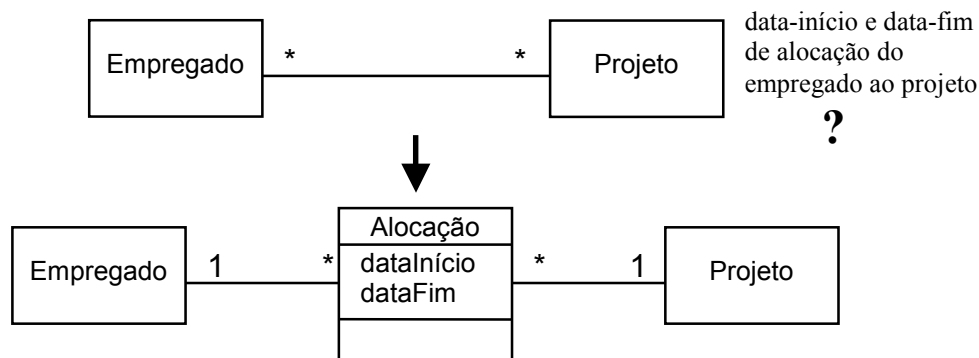 data-início e data-fim
de alocação do
empregado ao projeto
?
Empregado
*
*
Projeto
Alocação
Empregado
1
*
dataInício
dataFim
*
1
Projeto